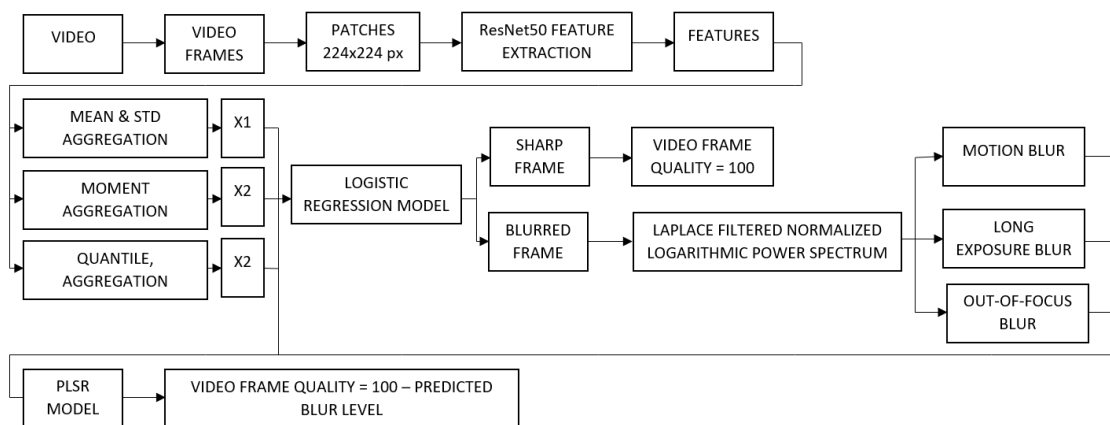 VIDEO
VIDEO
FRAMES
PATCHES
224x224 px
ResNet50 FEATURE
EXTRACTION
FEATURES
MEAN & STD
AGGREGATION
X1
MOMENT
AGGREGATION
X2
QUANTILE,
AGGREGATION
X2
LOGISTIC
REGRESSION MODEL
SHARP
FRAME
VIDEO FRAME
QUALITY = 100
BLURRED
FRAME
LAPLACE FILTERED NORMALIZED
LOGARITHMIC POWER SPECTRUM
MOTION BLUR
LONG
EXPOSURE BLUR
OUT-OF-FOCUS
BLUR
PLSR
MODEL
VIDEO FRAME QUALITY = 100 – PREDICTED
BLUR LEVEL